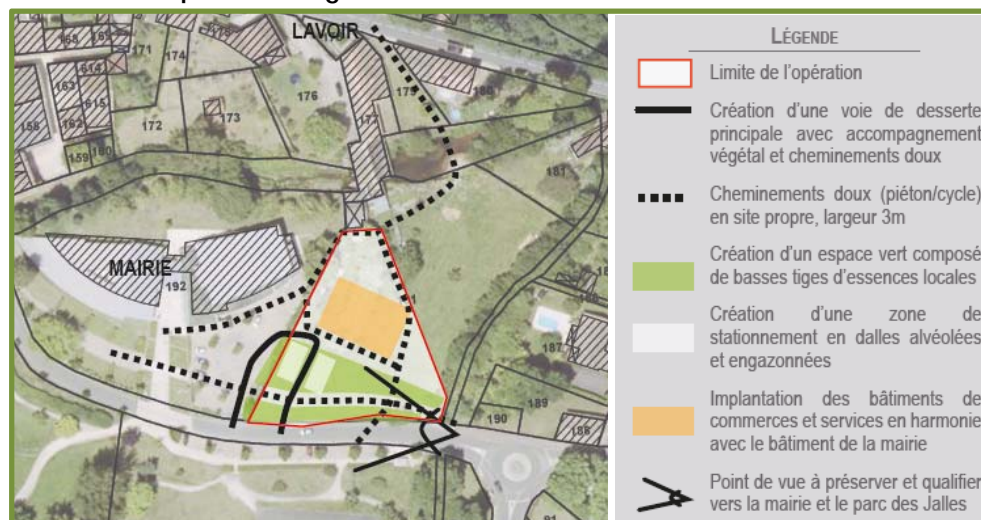 LAVOIR
MAIRIE
168
171
174
176
175
180
163
614
615
162
158
172
173
177
159
160
181
192
187
189
190
188
LÉGENDE
Limite de l'opération
Création d'une voie de desserte
principale avec accompagnement
végétal et cheminements doux
Cheminements doux (piéton/cycle)
en site propre, largeur 3m
Création d'un espace vert composé
de basses tiges d'essences locales
Création d'une zone de
stationnement en dalles alvéolées
et engazonnées
Implantation des bâtiments de
commerces et services en harmonie
avec le bâtiment de la mairie
Point de vue à préserver et qualifier
vers la mairie et le parc des Jalles